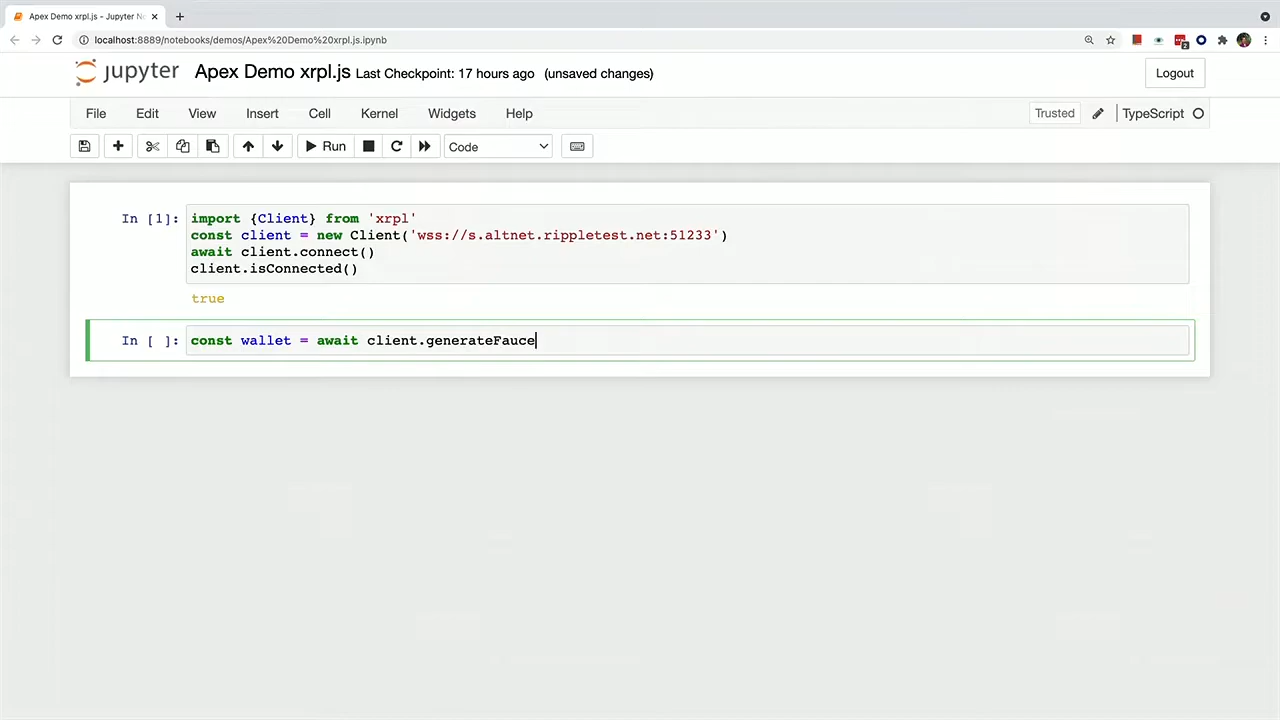 Apex Demo xrpl.js - Jupyter No
localhost:8889/notebooks/demos/Apex%20Demo%20xrpl.js.ipynb
2
jupyter Apex Demo xrpl.js Last Checkpoint: 17 hours ago (unsaved changes) Logout
File Edit View Insert Cell Kernel Widgets Help Trusted TypeScript
Run Code
In [1]: import {Client} from 'xrpl'
const client = new Client('wss://s.altnet.rippletest.net:51233')
await client.connect()
client.isConnected()
true
In [ ]: const wallet = await client.generateFauce